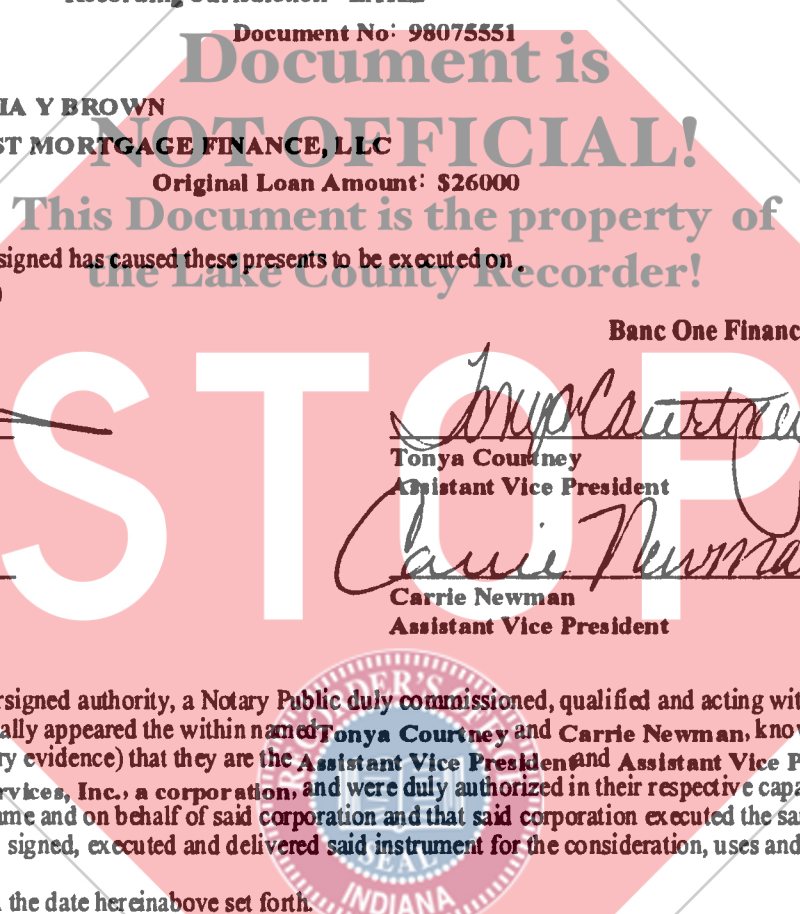 Document No: 98075551
Document is
IA Y BROWN
NOT OFFICIAL!
ST MORTGAGE FINANCE, LLC
Original Loan Amount: $26000
This Document is the property of
signed has caused these presents to be executed on
the Lake County Recorder!
Banc One Financ
STOP
Tonya Courtney
Tonya Courtney
Assistant Vice President
Carrie Newma
Carrie Newman
Assistant Vice President
rsigned authority, a Notary Public duly commissioned, qualified and acting wit
ally appeared the within named Tonya Courtney and Carrie Newman, kno
ry evidence) that they are the Assistant Vice President and Assistant Vice P
rvices, Inc., a corporation, and were duly authorized in their respective capa
ame and on behalf of said corporation and that said corporation executed the sa
signed, executed and delivered said instrument for the consideration, uses and
the date hereinabove set forth.
RECORDER'S OFFICE
SEAL
INDIANA